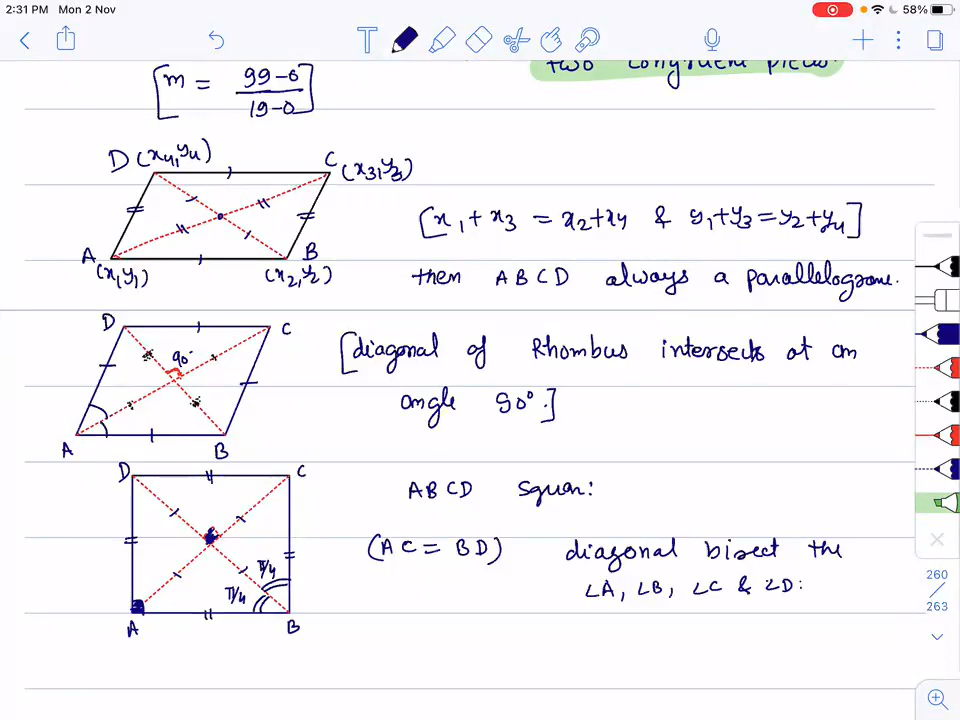 2:31 PM Mon 2 Nov
58%
two congruent pieces.
[m = 99-0 / 19-0]
D (x4, y4)
C (x3, y3)
A (x1, y1)
B (x2, y2)
[x1 + x3 = x2 + x4 & y1 + y3 = y2 + y4]
then ABCD always a parallelogram.
D C
90°
[diagonal of Rhombus intersects at an
angle 90°.]
A B
D C
ABCD Squar:
(AC = BD) diagonal bisect the
∠A, ∠B, ∠C & ∠D:
π/4
π/4
A B
260
/
263